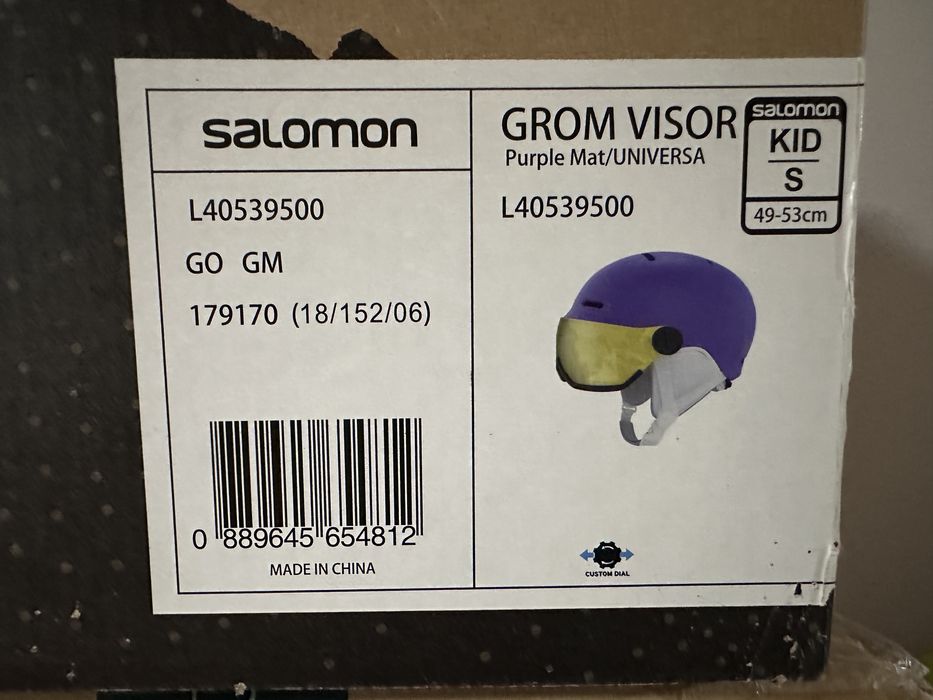 salomon
L40539500
GO GM
179170 (18/152/06)
0 889645 654812
MADE IN CHINA
GROM VISOR
Purple Mat/UNIVERSA
L40539500
salomon
KID
S
49-53cm
CUSTOM DIAL